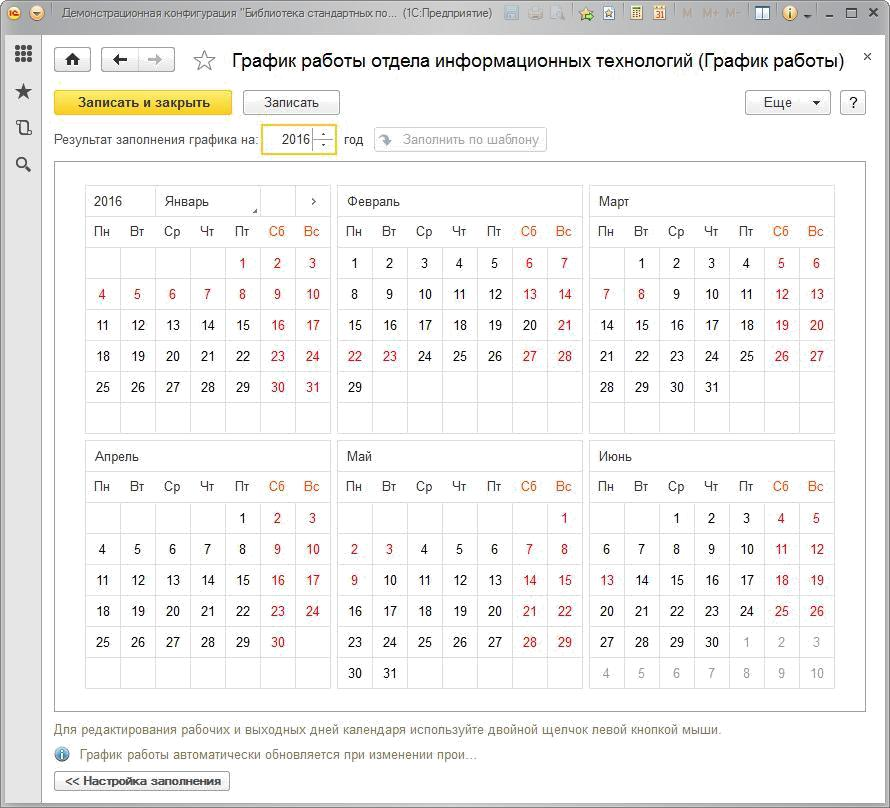 Демонстрационная конфигурация "Библиотека стандартных по... (1С:Предприятие)
M M+ M-
График работы отдела информационных технологий (График работы)
Записать и закрыть Записать Еще ?
Результат заполнения графика на: 2016 год Заполнить по шаблону
2016 Январь > Февраль Март
Пн Вт Ср Чт Пт Сб Вс Пн Вт Ср Чт Пт Сб Вс Пн Вт Ср Чт Пт Сб Вс
1 2 3 1 2 3 4 5 6 7 1 2 3 4 5 6
4 5 6 7 8 9 10 8 9 10 11 12 13 14 7 8 9 10 11 12 13
11 12 13 14 15 16 17 15 16 17 18 19 20 21 14 15 16 17 18 19 20
18 19 20 21 22 23 24 22 23 24 25 26 27 28 21 22 23 24 25 26 27
25 26 27 28 29 30 31 29 28 29 30 31
Апрель Май Июнь
Пн Вт Ср Чт Пт Сб Вс Пн Вт Ср Чт Пт Сб Вс Пн Вт Ср Чт Пт Сб Вс
1 2 3 1 1 2 3 4 5
4 5 6 7 8 9 10 2 3 4 5 6 7 8 6 7 8 9 10 11 12
11 12 13 14 15 16 17 9 10 11 12 13 14 15 13 14 15 16 17 18 19
18 19 20 21 22 23 24 16 17 18 19 20 21 22 20 21 22 23 24 25 26
25 26 27 28 29 30 23 24 25 26 27 28 29 27 28 29 30 1 2 3
30 31 4 5 6 7 8 9 10
Для редактирования рабочих и выходных дней календаря используйте двойной щелчок левой кнопкой мыши.
График работы автоматически обновляется при изменении прои...
<< Настройка заполнения